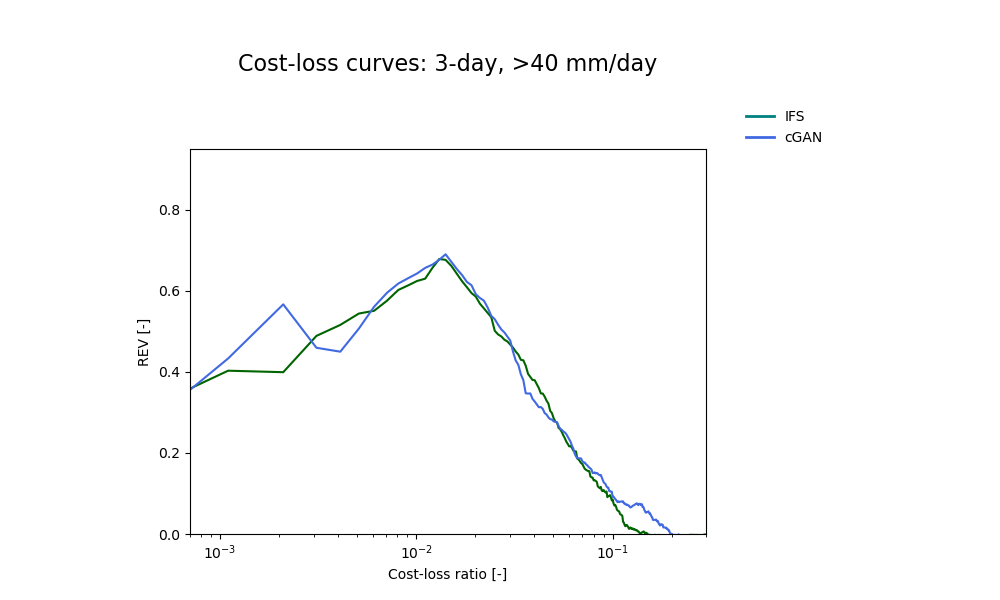 Cost-loss curves: 3-day, >40 mm/day
IFS
cGAN
0.8
0.6
0.4
0.2
0.0
REV [-]
10⁻³
10⁻²
10⁻¹
Cost-loss ratio [-]